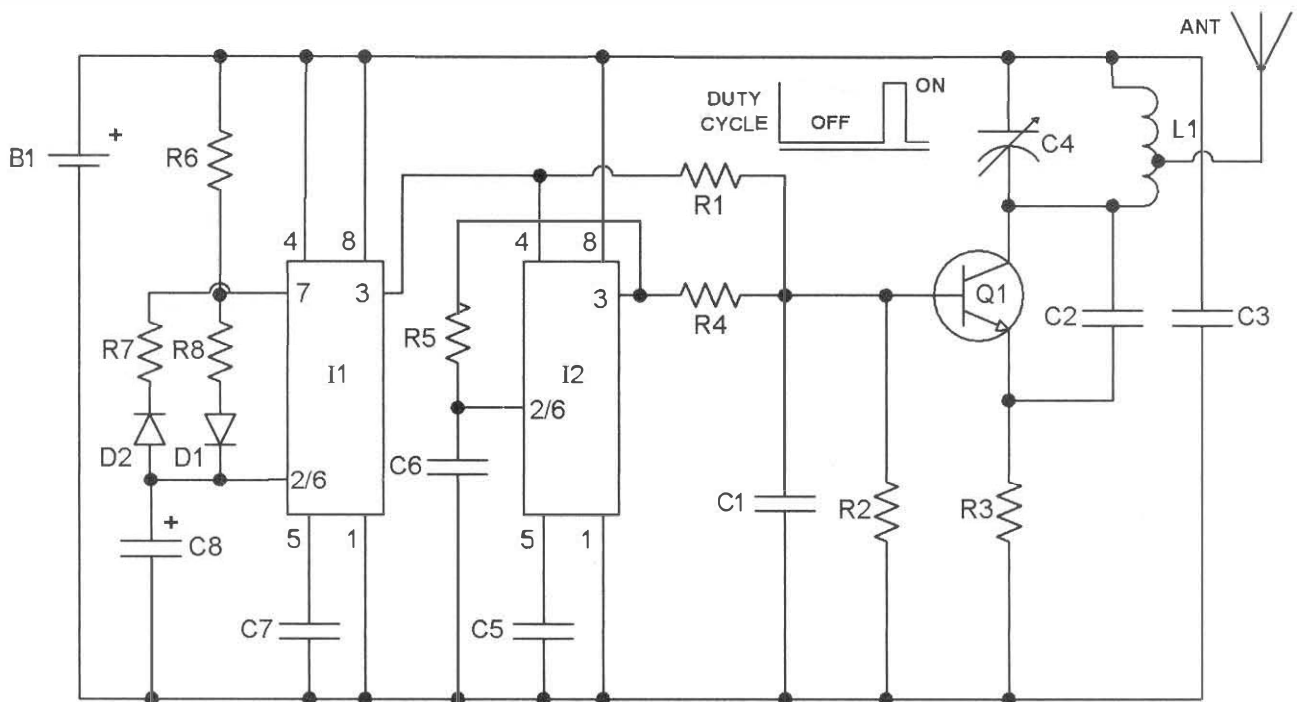 ANT
+
B1
R6
DUTY
CYCLE
OFF
ON
C4
L1
R1
4
8
4
8
7
3
3
R4
Q1
R7
R8
R5
C2
C3
I1
I2
2/6
D2
D1
C6
2/6
C1
R2
R3
+
C8
5
1
5
1
C7
C5